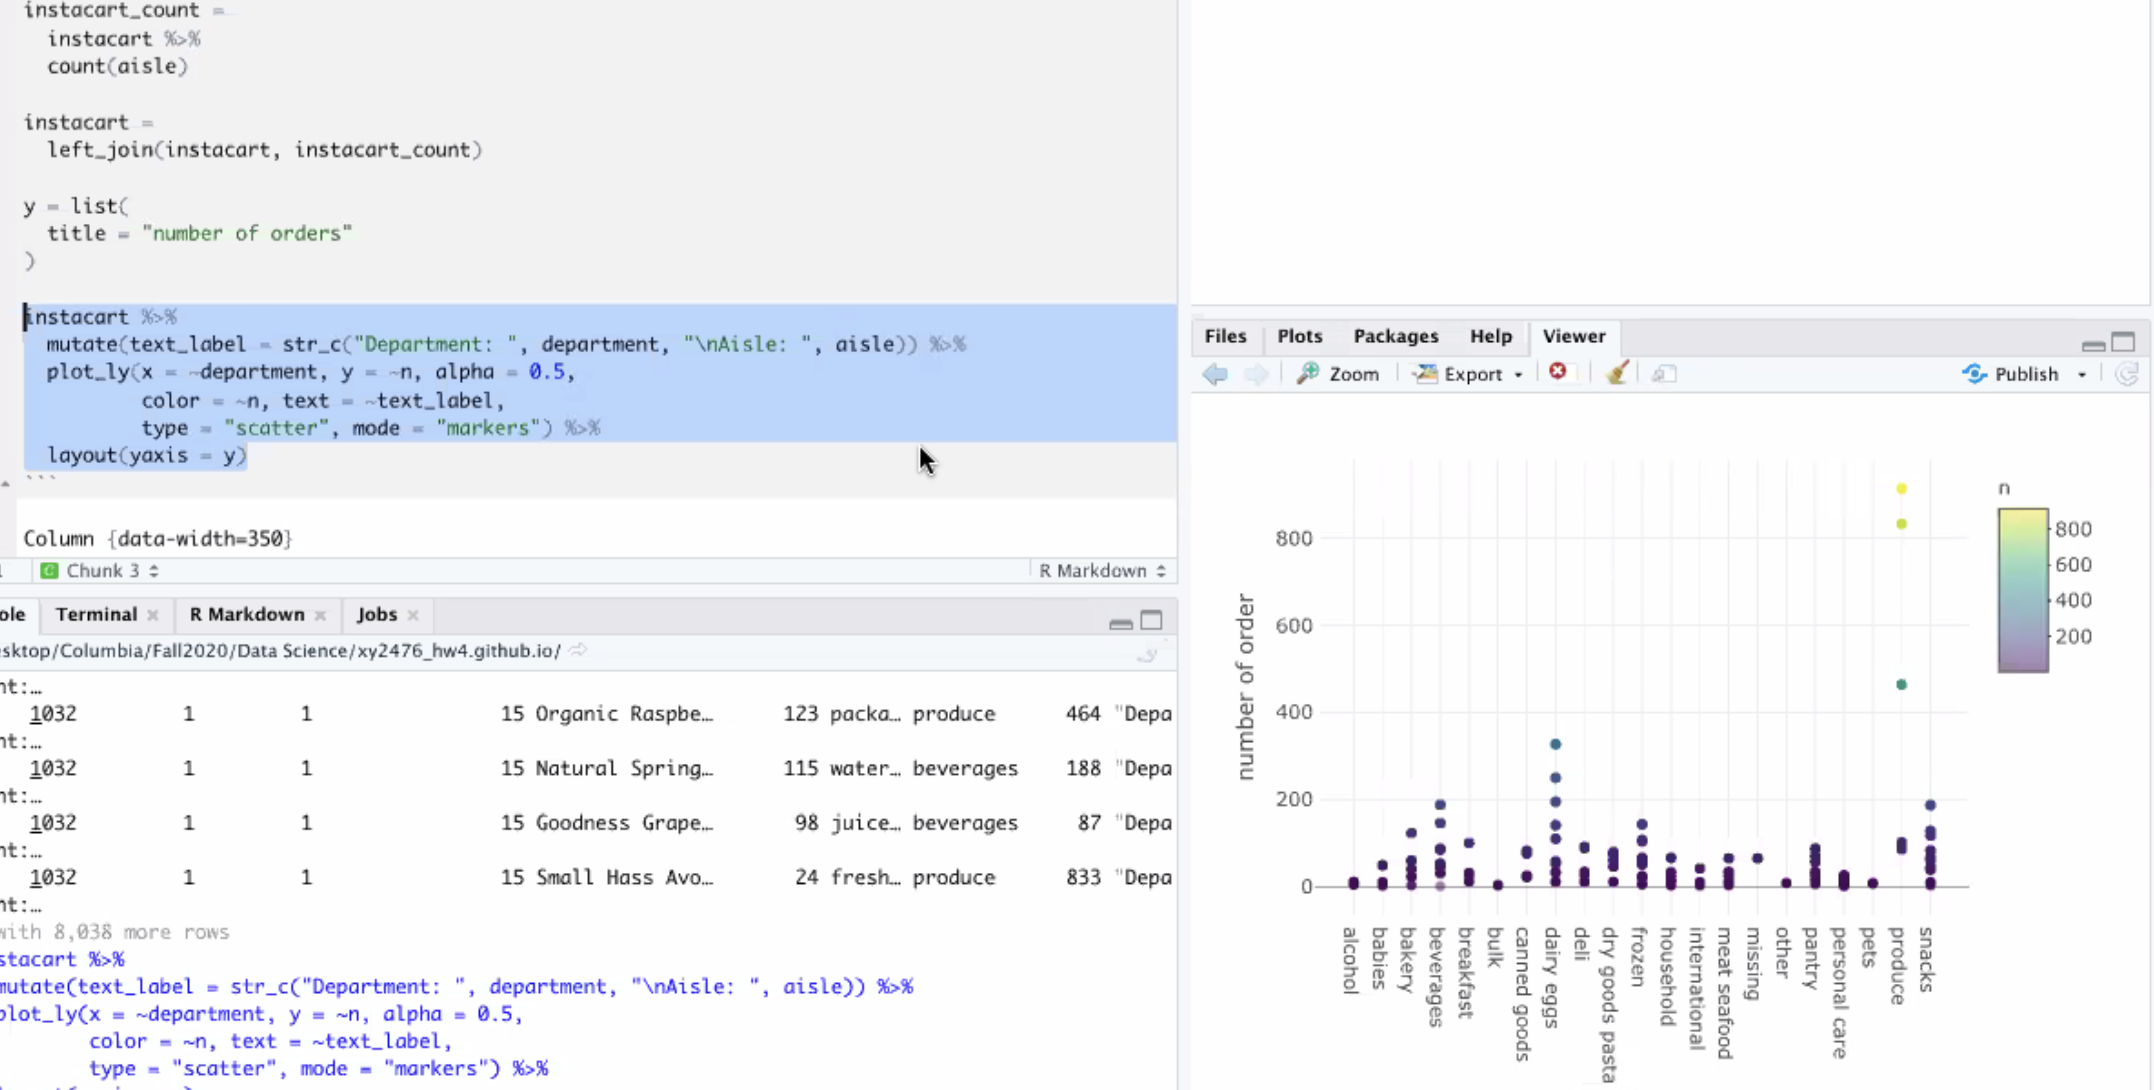 instacart_count =
instacart %>%
count(aisle)
instacart =
left_join(instacart, instacart_count)
y = list(
title = "number of orders"
)
instacart %>%
mutate(text_label = str_c("Department: ", department, "\nAisle: ", aisle)) %>%
plot_ly(x = ~department, y = ~n, alpha = 0.5,
color = ~n, text = ~text_label,
type = "scatter", mode = "markers") %>%
layout(yaxis = y)
```
Column {data-width=350}
Chunk 3
R Markdown
ole Terminal R Markdown Jobs
esktop/Columbia/Fall2020/Data Science/xy2476_hw4.github.io/
nt:…
1032 1 1 15 Organic Raspbe… 123 packa… produce 464 "Depa
nt:…
1032 1 1 15 Natural Spring… 115 water… beverages 188 "Depa
nt:…
1032 1 1 15 Goodness Grape… 98 juice… beverages 87 "Depa
nt:…
1032 1 1 15 Small Hass Avo… 24 fresh… produce 833 "Depa
nt:…
with 8,038 more rows
stacart %>%
mutate(text_label = str_c("Department: ", department, "\nAisle: ", aisle)) %>%
plot_ly(x = ~department, y = ~n, alpha = 0.5,
color = ~n, text = ~text_label,
type = "scatter", mode = "markers") %>%
Files Plots Packages Help Viewer
Zoom Export Publish
number of order
800
600
400
200
0
n
800
600
400
200
alcohol
babies
bakery
beverages
breakfast
bulk
canned goods
dairy eggs
deli
dry goods pasta
frozen
household
international
meat seafood
missing
other
pantry
personal care
pets
produce
snacks